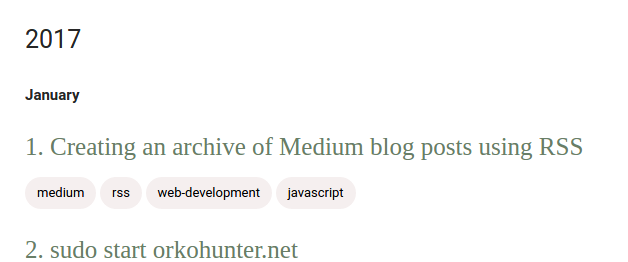 2017
January
1. Creating an archive of Medium blog posts using RSS
medium rss web-development javascript
2. sudo start orkohunter.net